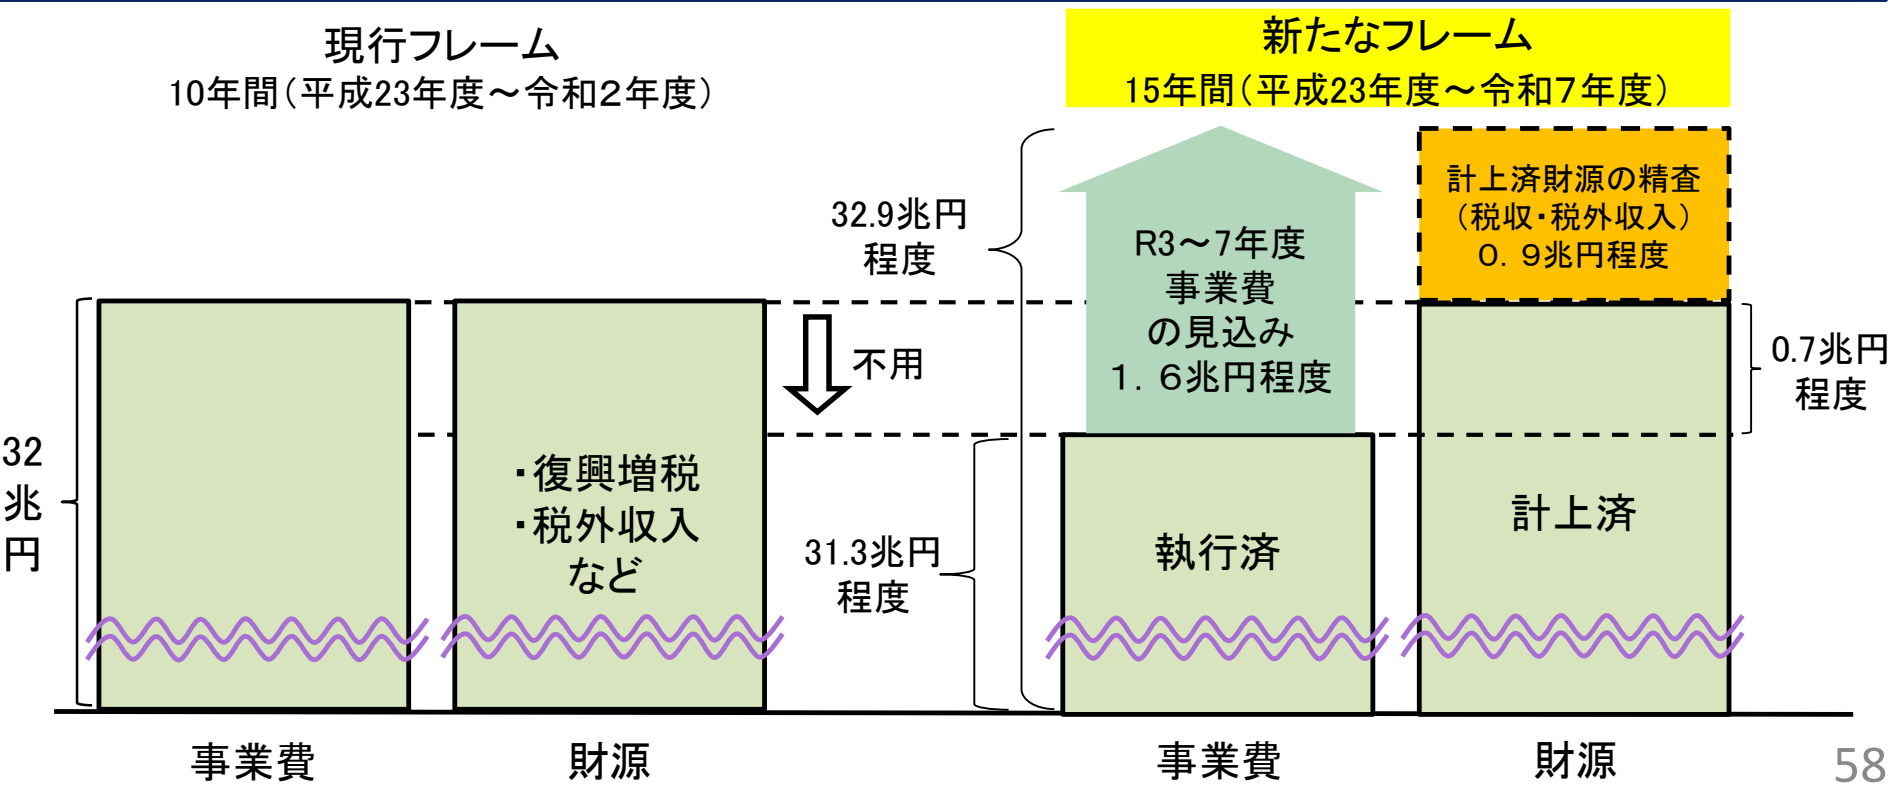 現行フレーム
10年間（平成23年度～令和２年度）
32
兆
円
・復興増税
・税外収入
など
不用
事業費
財源
新たなフレーム
15年間（平成23年度～令和７年度）
32.9兆円
程度
R3～7年度
事業費
の見込み
１．６兆円程度
計上済財源の精査
（税収・税外収入）
０．９兆円程度
0.7兆円
程度
31.3兆円
程度
執行済
計上済
事業費
財源
58